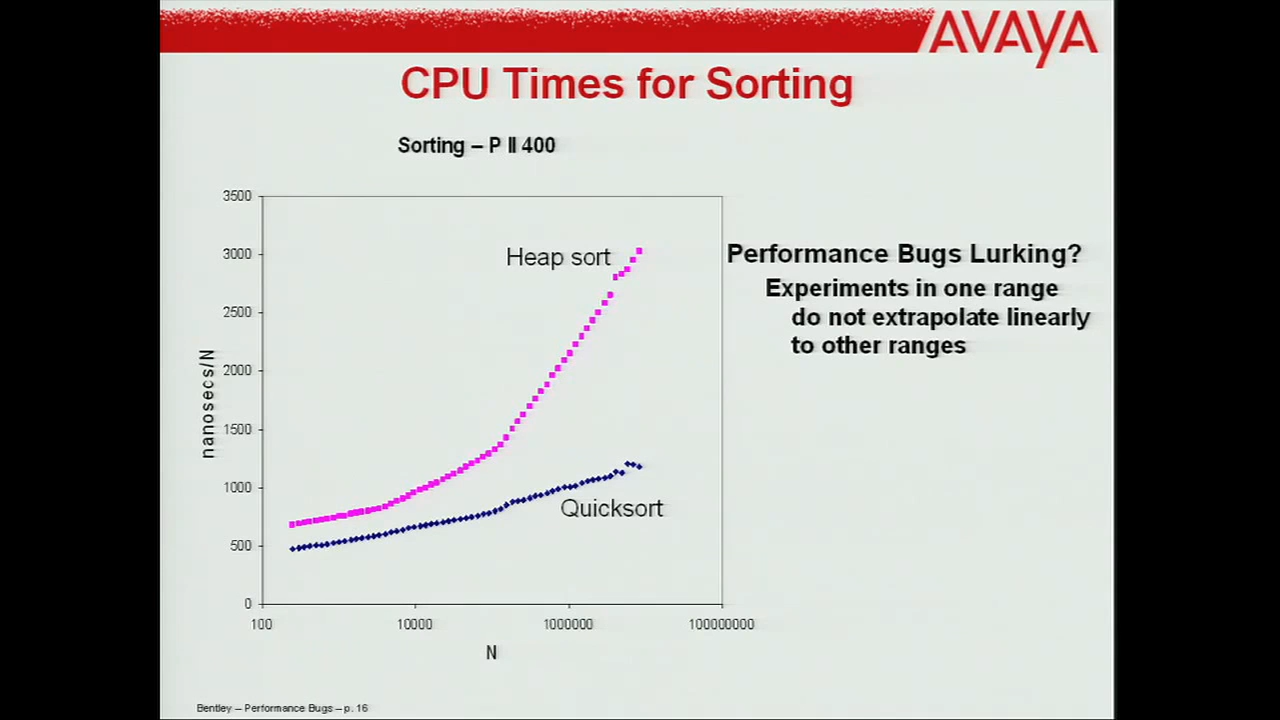 AVAYA
CPU Times for Sorting
Sorting – P II 400
3500
3000
2500
2000
1500
1000
500
0
nanosecs/N
Heap sort
Quicksort
100
10000
1000000
100000000
N
Performance Bugs Lurking?
Experiments in one range
do not extrapolate linearly
to other ranges
Bentley – Performance Bugs – p. 16